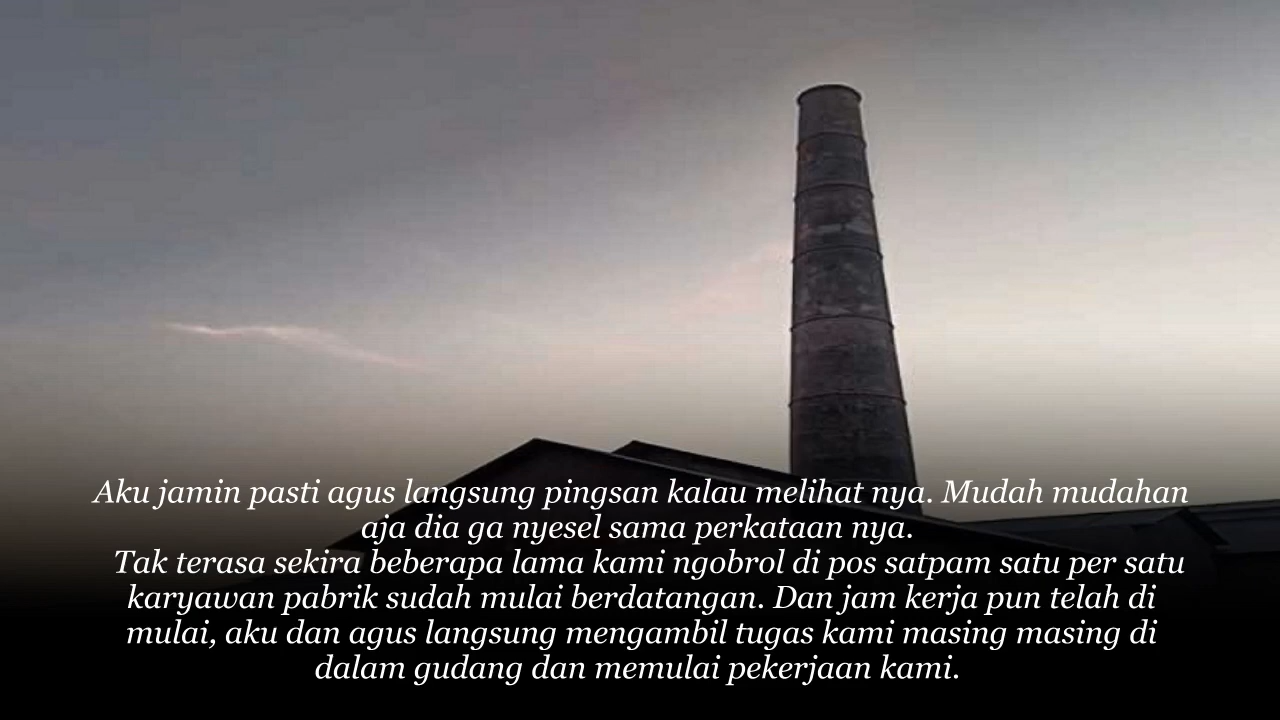 Aku jamin pasti agus langsung pingsan kalau melihat nya. Mudah mudahan
aja dia ga nyesel sama perkataan nya.
Tak terasa sekira beberapa lama kami ngobrol di pos satpam satu per satu
karyawan pabrik sudah mulai berdatangan. Dan jam kerja pun telah di
mulai, aku dan agus langsung mengambil tugas kami masing masing di
dalam gudang dan memulai pekerjaan kami.